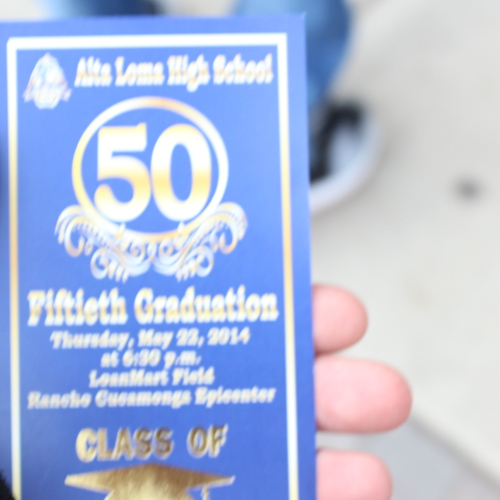 Alta Loma High School
50
Fiftieth Graduation
Thursday, May 22, 2014
at 6:30 p.m.
LoanMart Field
Rancho Cucamonga Epicenter
CLASS OF